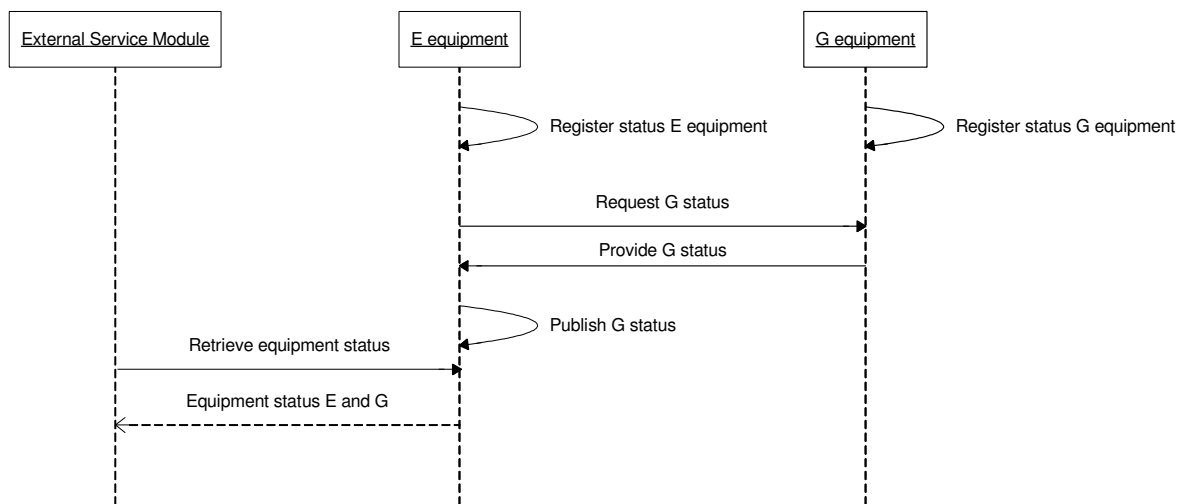 External Service Module
E equipment
G equipment
Register status E equipment
Register status G equipment
Request G status
Provide G status
Publish G status
Retrieve equipment status
Equipment status E and G